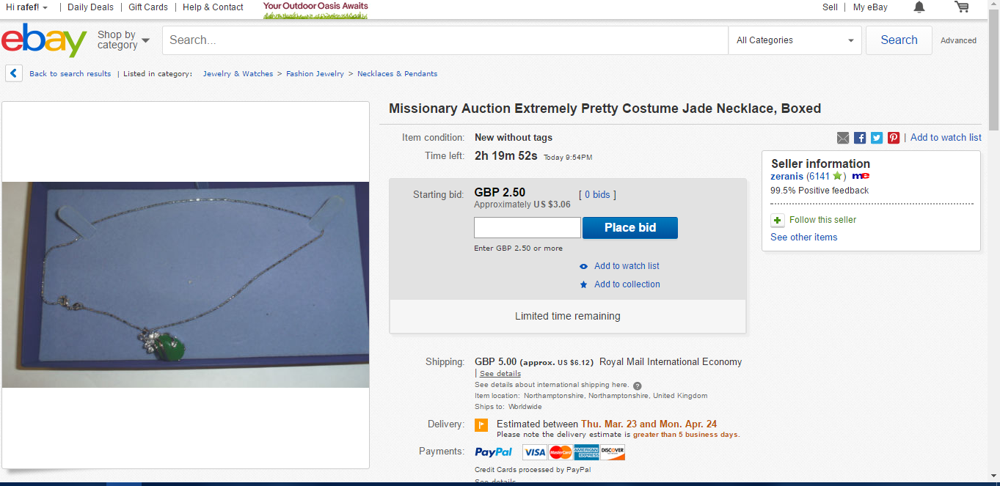 Hi rafef! | Daily Deals | Gift Cards | Help & Contact Your Outdoor Oasis Awaits Sell | My eBay
ebay Shop by category Search... All Categories Search Advanced
Back to search results | Listed in category: Jewelry & Watches > Fashion Jewelry > Necklaces & Pendants
Missionary Auction Extremely Pretty Costume Jade Necklace, Boxed
Item condition: New without tags
| Add to watch list
Time left: 2h 19m 52s Today 9:54PM
Starting bid: GBP 2.50 [ 0 bids ]
Approximately US $3.06
Place bid
Enter GBP 2.50 or more
Add to watch list
Add to collection
Limited time remaining
Seller information
zeranis (6141 ) me
99.5% Positive feedback
Follow this seller
See other items
Shipping: GBP 5.00 (approx. US $6.12) Royal Mail International Economy
| See details
See details about international shipping here. ?
Item location: Northamptonshire, Northamptonshire, United Kingdom
Ships to: Worldwide
Delivery: Estimated between Thu. Mar. 23 and Mon. Apr. 24
Please note the delivery estimate is greater than 5 business days.
Payments: PayPal VISA MasterCard AMERICAN EXPRESS DISCOVER
Credit Cards processed by PayPal
See details